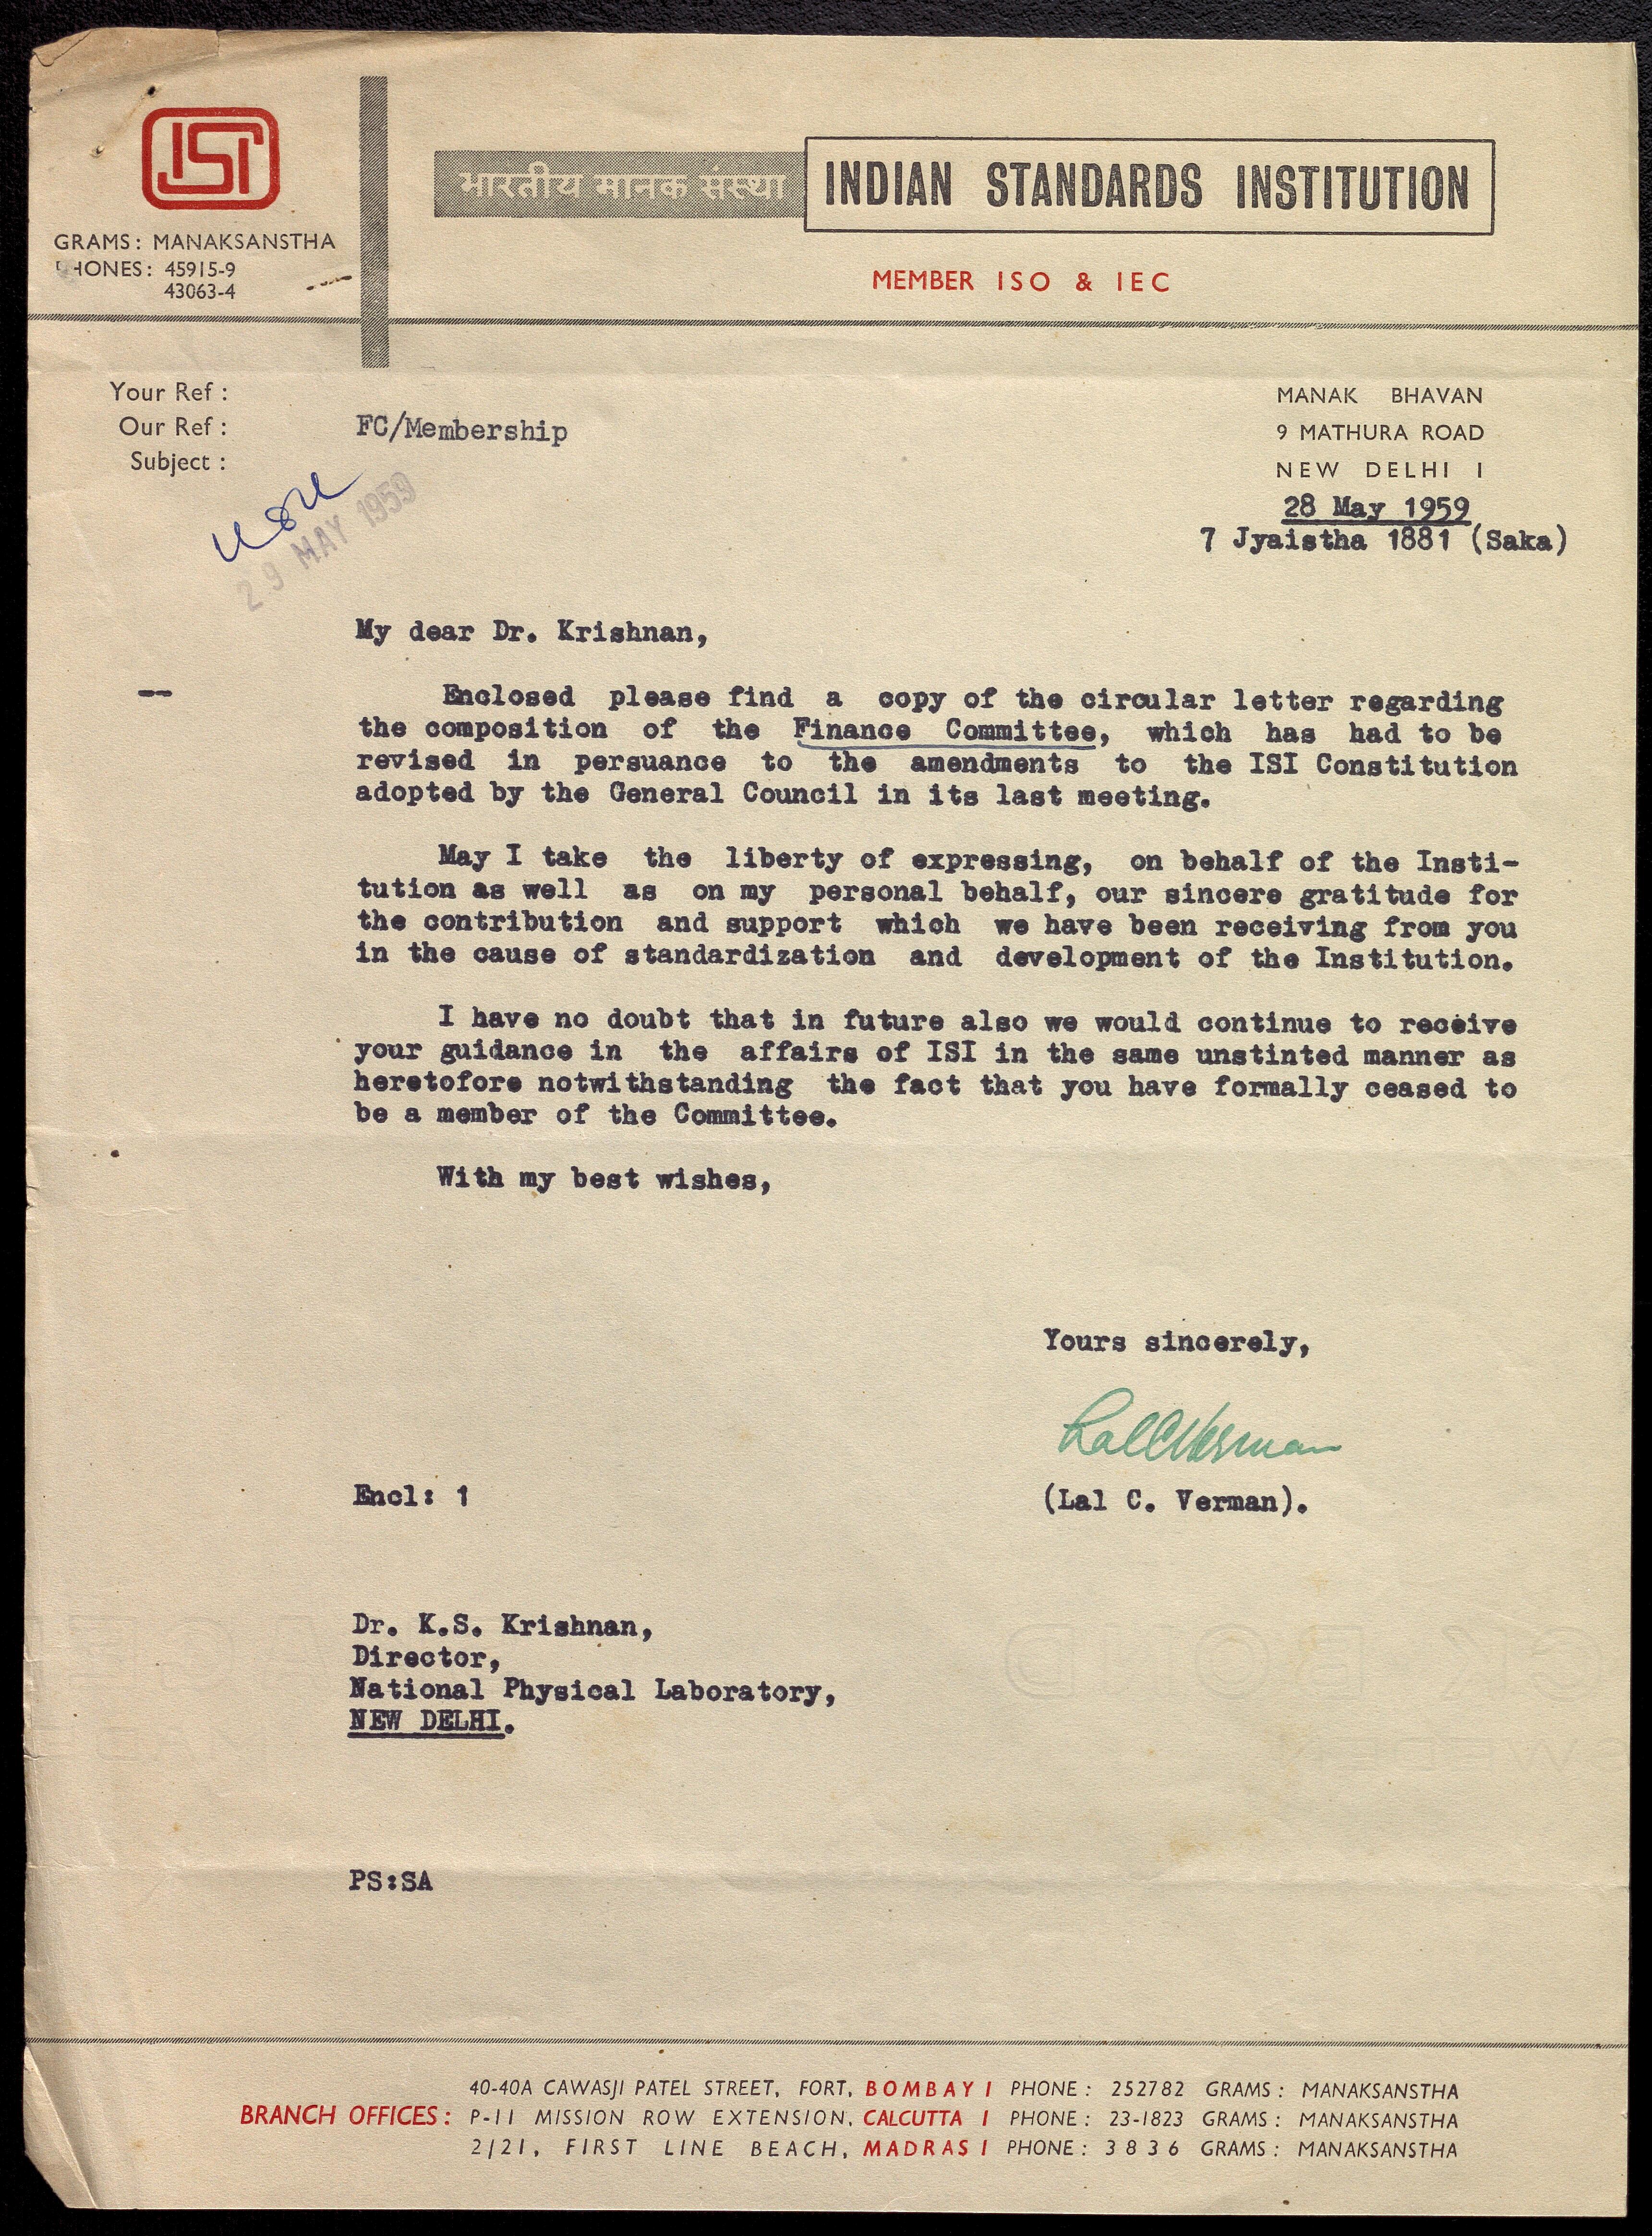 ISI
GRAMS: MANAKSANSTHA
PHONES: 45915-9
43063-4
भारतीय मानक संस्था INDIAN STANDARDS INSTITUTION
MEMBER ISO & IEC
Your Ref :
Our Ref : FC/Membership
Subject :
MANAK BHAVAN
9 MATHURA ROAD
NEW DELHI 1
28 May 1959
7 Jyaistha 1881 (Saka)
29 MAY 1959
My dear Dr. Krishnan,
Enclosed please find a copy of the circular letter regarding
the composition of the Finance Committee, which has had to be
revised in persuance to the amendments to the ISI Constitution
adopted by the General Council in its last meeting.
May I take the liberty of expressing, on behalf of the Insti-
tution as well as on my personal behalf, our sincere gratitude for
the contribution and support which we have been receiving from you
in the cause of standardization and development of the Institution.
I have no doubt that in future also we would continue to receive
your guidance in the affairs of ISI in the same unstinted manner as
heretofore notwithstanding the fact that you have formally ceased to
be a member of the Committee.
With my best wishes,
Yours sincerely,
Lal C Verman
Encl: 1
(Lal C. Verman).
Dr. K.S. Krishnan,
Director,
National Physical Laboratory,
NEW DELHI.
PS:SA
BRANCH OFFICES:
40-40A CAWASJI PATEL STREET, FORT, BOMBAY 1 PHONE: 252782 GRAMS: MANAKSANSTHA
P-11 MISSION ROW EXTENSION, CALCUTTA 1 PHONE: 23-1823 GRAMS: MANAKSANSTHA
2/21, FIRST LINE BEACH, MADRAS 1 PHONE: 3836 GRAMS: MANAKSANSTHA